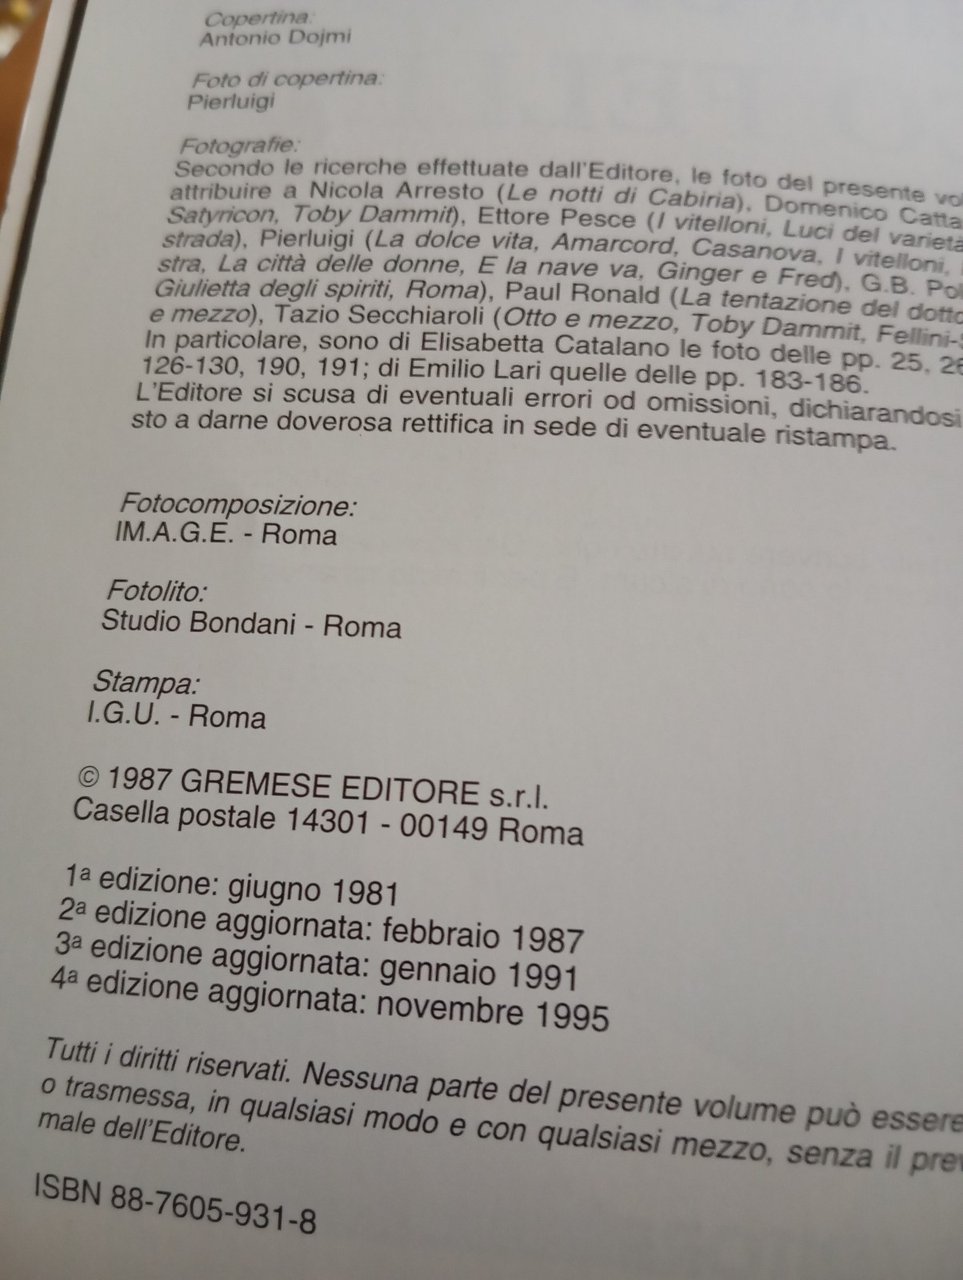 Copertina:
Antonio Dojmi
Foto di copertina:
Pierluigi
Fotografie:
Secondo le ricerche effettuate dall'Editore, le foto del presente vol
attribuire a Nicola Arresto (Le notti di Cabiria), Domenico Catta
Satyricon, Toby Dammit), Ettore Pesce (I vitelloni, Luci del varietà
strada), Pierluigi (La dolce vita, Amarcord, Casanova, I vitelloni,
stra, La città delle donne, E la nave va, Ginger e Fred), G.B. Pol
Giulietta degli spiriti, Roma), Paul Ronald (La tentazione del dotto
e mezzo), Tazio Secchiaroli (Otto e mezzo, Toby Dammit, Fellini-S
In particolare, sono di Elisabetta Catalano le foto delle pp. 25, 26
126-130, 190, 191; di Emilio Lari quelle delle pp. 183-186.
L'Editore si scusa di eventuali errori od omissioni, dichiarandosi
sto a darne doverosa rettifica in sede di eventuale ristampa.
Fotocomposizione:
IM.A.G.E. - Roma
Fotolito:
Studio Bondani - Roma
Stampa:
I.G.U. - Roma
© 1987 GREMESE EDITORE s.r.l.
Casella postale 14301 - 00149 Roma
1ª edizione: giugno 1981
2ª edizione aggiornata: febbraio 1987
3ª edizione aggiornata: gennaio 1991
4ª edizione aggiornata: novembre 1995
Tutti i diritti riservati. Nessuna parte del presente volume può essere
o trasmessa, in qualsiasi modo e con qualsiasi mezzo, senza il prev
male dell'Editore.
ISBN 88-7605-931-8